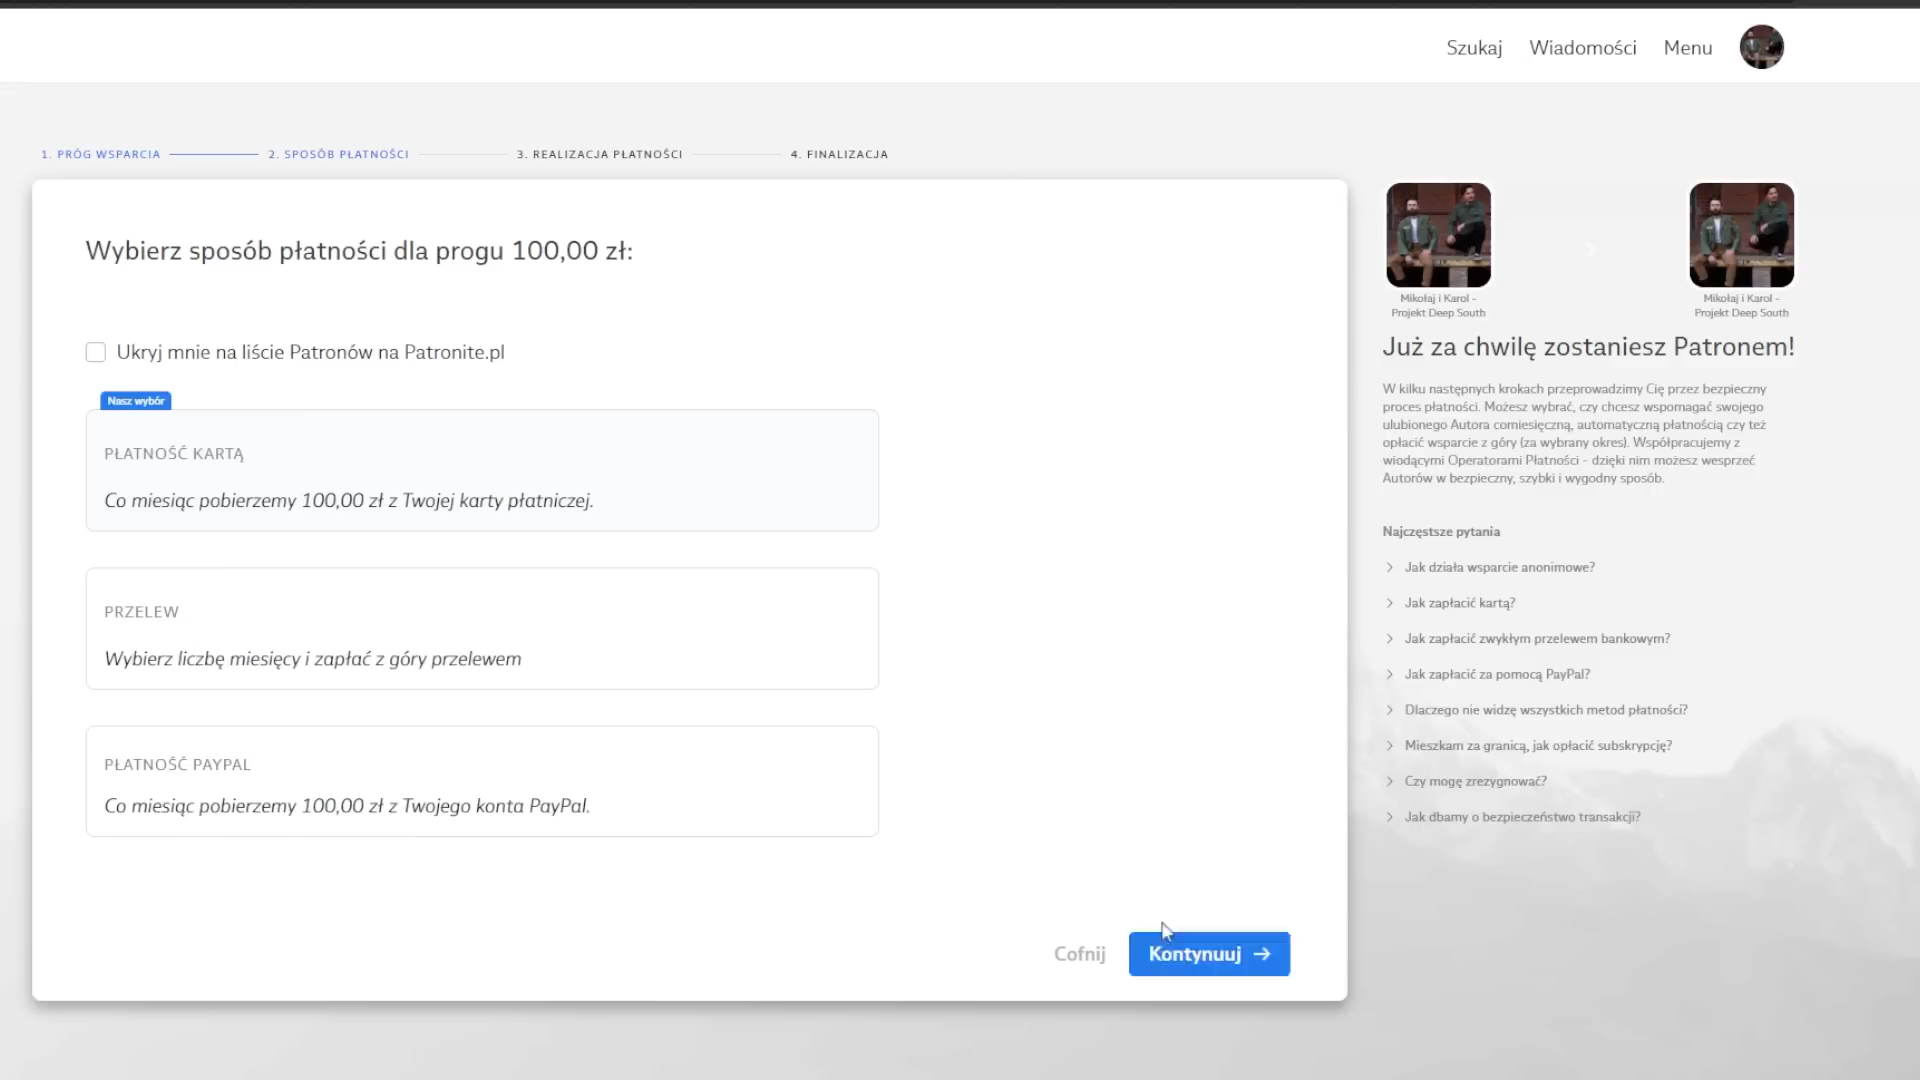 Szukaj
Wiadomości
Menu
1. PRÓG WSPARCIA
2. SPOSÓB PŁATNOŚCI
3. REALIZACJA PŁATNOŚCI
4. FINALIZACJA
Wybierz sposób płatności dla progu 100,00 zł:
Ukryj mnie na liście Patronów na Patronite.pl
Nasz wybór
PŁATNOŚĆ KARTĄ
Co miesiąc pobierzemy 100,00 zł z Twojej karty płatniczej.
PRZELEW
Wybierz liczbę miesięcy i zapłać z góry przelewem
PŁATNOŚĆ PAYPAL
Co miesiąc pobierzemy 100,00 zł z Twojego konta PayPal.
Cofnij
Kontynuuj
Mikołaj i Karol -
Projekt Deep South
Mikołaj i Karol -
Projekt Deep South
Już za chwilę zostaniesz Patronem!
W kilku następnych krokach przeprowadzimy Cię przez bezpieczny
proces płatności. Możesz wybrać, czy chcesz wspomagać swojego
ulubionego Autora comiesięczną, automatyczną płatnością czy też
opłacić wsparcie z góry (za wybrany okres). Współpracujemy z
wiodącymi Operatorami Płatności - dzięki nim możesz wesprzeć
Autorów w bezpieczny, szybki i wygodny sposób.
Najczęstsze pytania
Jak działa wsparcie anonimowe?
Jak zapłacić kartą?
Jak zapłacić zwykłym przelewem bankowym?
Jak zapłacić za pomocą PayPal?
Dlaczego nie widzę wszystkich metod płatności?
Mieszkam za granicą, jak opłacić subskrypcję?
Czy mogę zrezygnować?
Jak dbamy o bezpieczeństwo transakcji?